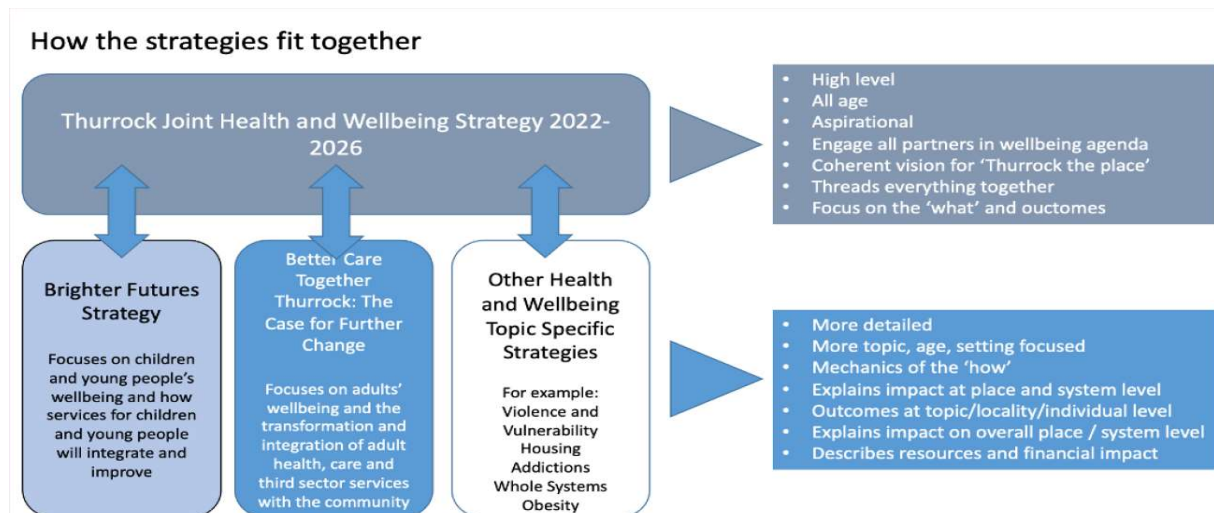 How the strategies fit together
Thurrock Joint Health and Wellbeing Strategy 2022-
2026
• High level
• All age
• Aspirational
• Engage all partners in wellbeing agenda
• Coherent vision for ‘Thurrock the place’
• Threads everything together
• Focus on the ‘what’ and ouctomes
Brighter Futures
Strategy
Focuses on children
and young people’s
wellbeing and how
services for children
and young people
will integrate and
improve
Better Care
Together
Thurrock: The
Case for Further
Change
Focuses on adults’
wellbeing and the
transformation and
integration of adult
health, care and
third sector services
with the community
Other Health
and Wellbeing
Topic Specific
Strategies
For example:
Violence and
Vulnerability
Housing
Addictions
Whole Systems
Obesity
• More detailed
• More topic, age, setting focused
• Mechanics of the ‘how’
• Explains impact at place and system level
• Outcomes at topic/locality/individual level
• Explains impact on overall place / system level
• Describes resources and financial impact